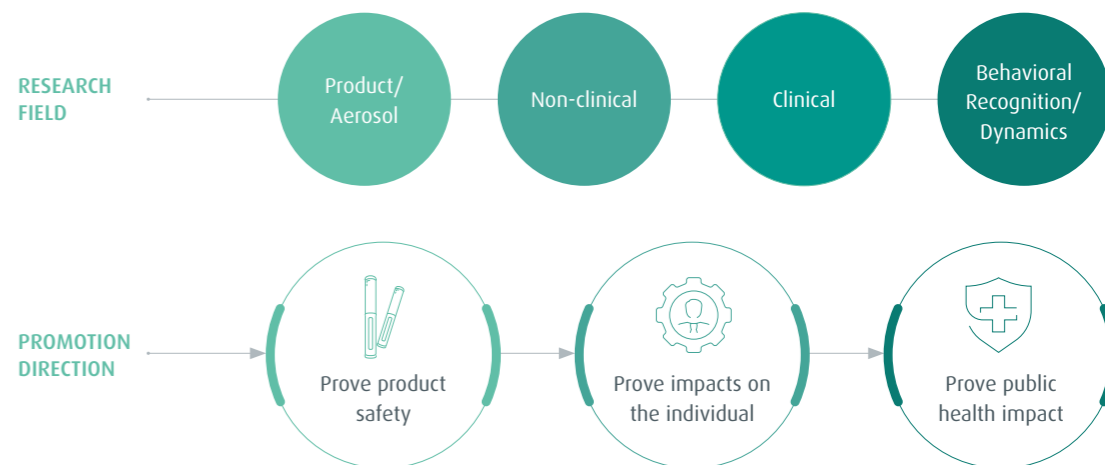 RESEARCH
FIELD
Product/
Aerosol
Non-clinical
Clinical
Behavioral
Recognition/
Dynamics
PROMOTION
DIRECTION
Prove product
safety
Prove impacts on
the individual
Prove public
health impact